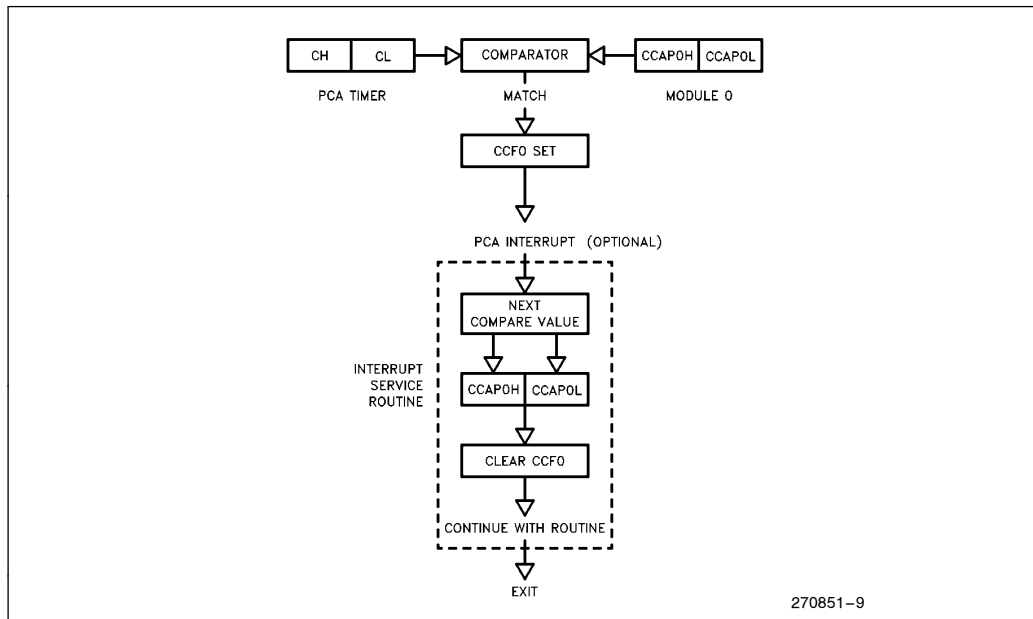 CH CL COMPARATOR CCAP0H CCAP0L
PCA TIMER MATCH MODULE 0
CCF0 SET
PCA INTERRUPT (OPTIONAL)
NEXT
COMPARE VALUE
INTERRUPT
SERVICE
ROUTINE
CCAP0H CCAP0L
CLEAR CCF0
CONTINUE WITH ROUTINE
EXIT
270851–9